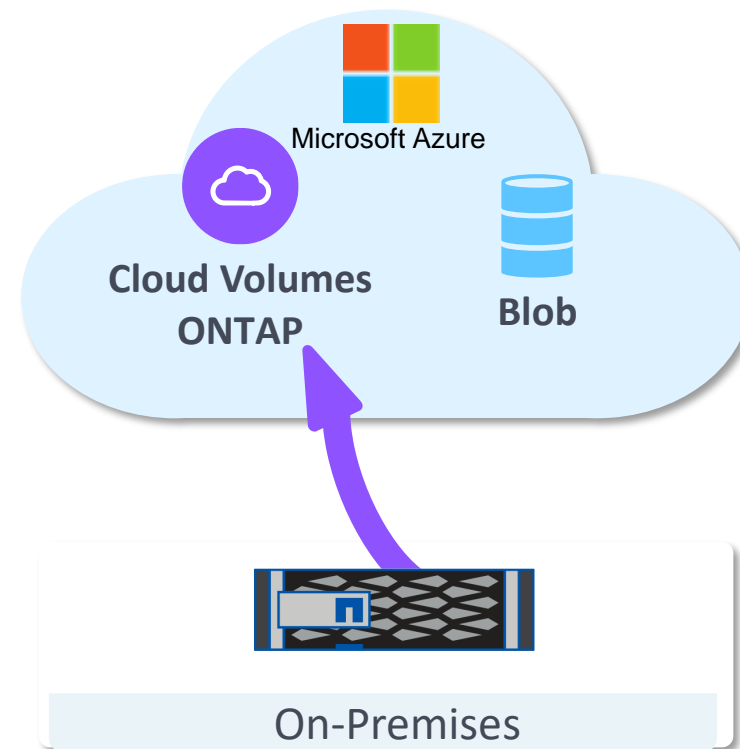 Microsoft Azure
Cloud Volumes
ONTAP
Blob
On-Premises